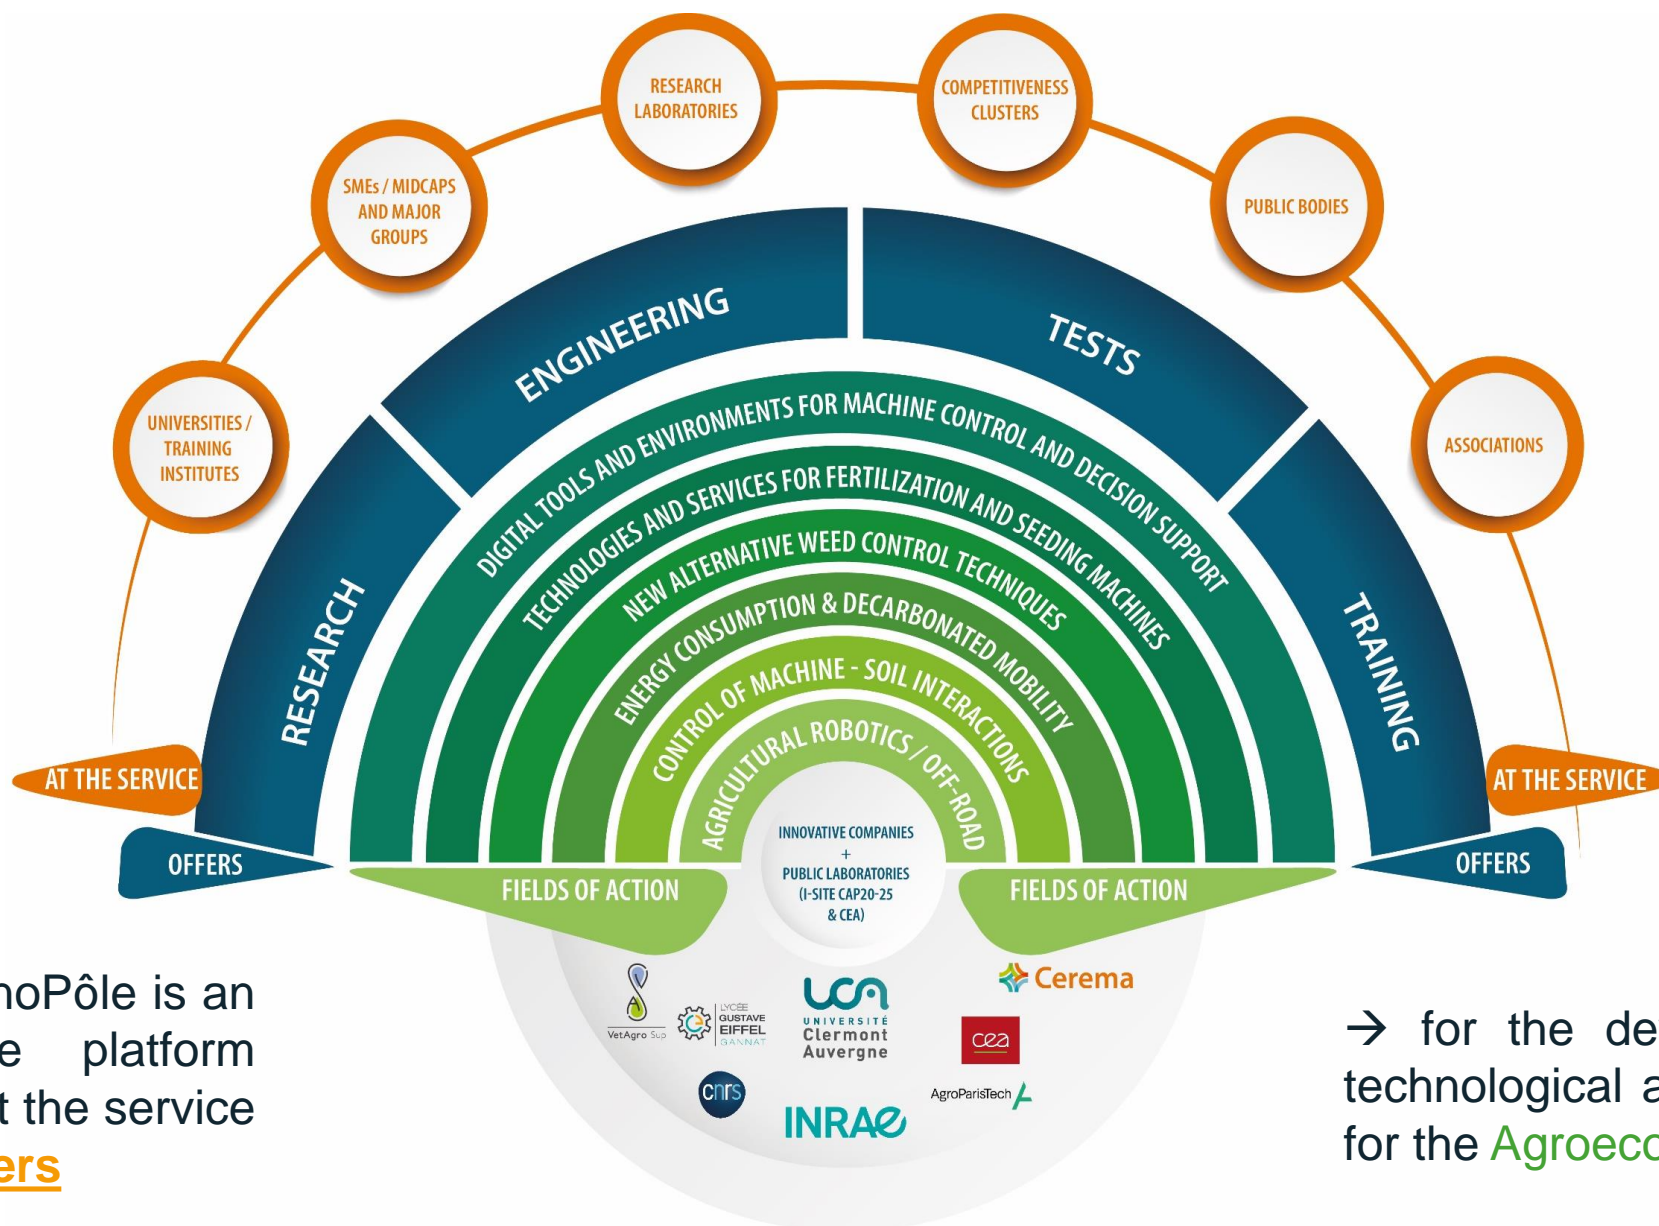 RESEARCH
LABORATORIES
COMPETITIVENESS
CLUSTERS
SMEs / MIDCAPS
AND MAJOR
GROUPS
PUBLIC BODIES
UNIVERSITIES /
TRAINING
INSTITUTES
ASSOCIATIONS
RESEARCH
ENGINEERING
TESTS
TRAINING
DIGITAL TOOLS AND ENVIRONMENTS FOR MACHINE CONTROL AND DECISION SUPPORT
TECHNOLOGIES AND SERVICES FOR FERTILIZATION AND SEEDING MACHINES
NEW ALTERNATIVE WEED CONTROL TECHNIQUES
ENERGY CONSUMPTION & DECARBONATED MOBILITY
CONTROL OF MACHINE - SOIL INTERACTIONS
AGRICULTURAL ROBOTICS / OFF-ROAD
INNOVATIVE COMPANIES
+
PUBLIC LABORATORIES
(I-SITE CAP20-25
& CEA)
AT THE SERVICE
AT THE SERVICE
OFFERS
OFFERS
FIELDS OF ACTION
FIELDS OF ACTION
VetAgro Sup
LYCÉE
GUSTAVE
EIFFEL
GANNAT
UCA
UNIVERSITÉ
Clermont
Auvergne
Cerema
cea
cnrs
INRAE
AgroParisTech
noPôle is an
e platform
t the service
ers
→ for the de
technological a
for the Agroeco